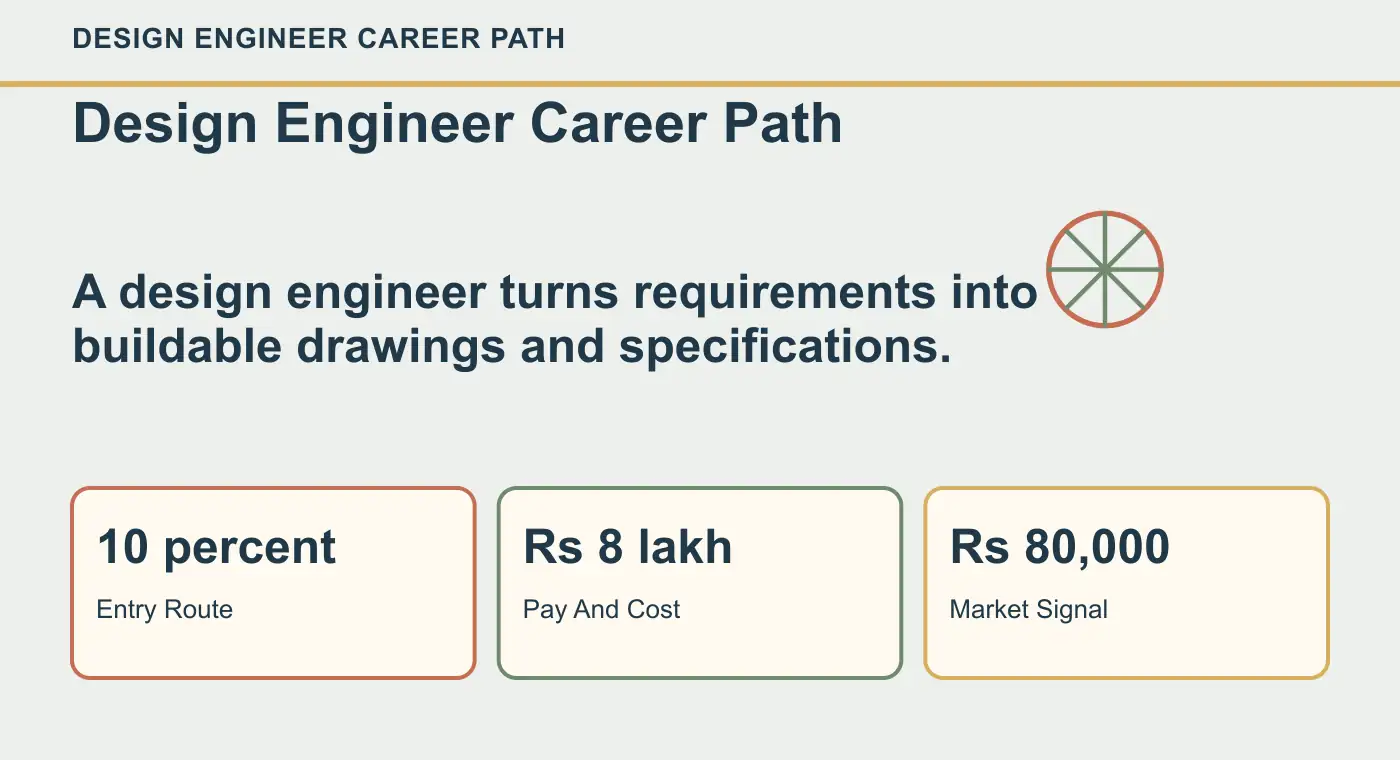 DESIGN ENGINEER CAREER PATH
Design Engineer Career Path
A design engineer turns requirements into
buildable drawings and specifications.
10 percent
Entry Route
Rs 8 lakh
Pay And Cost
Rs 80,000
Market Signal